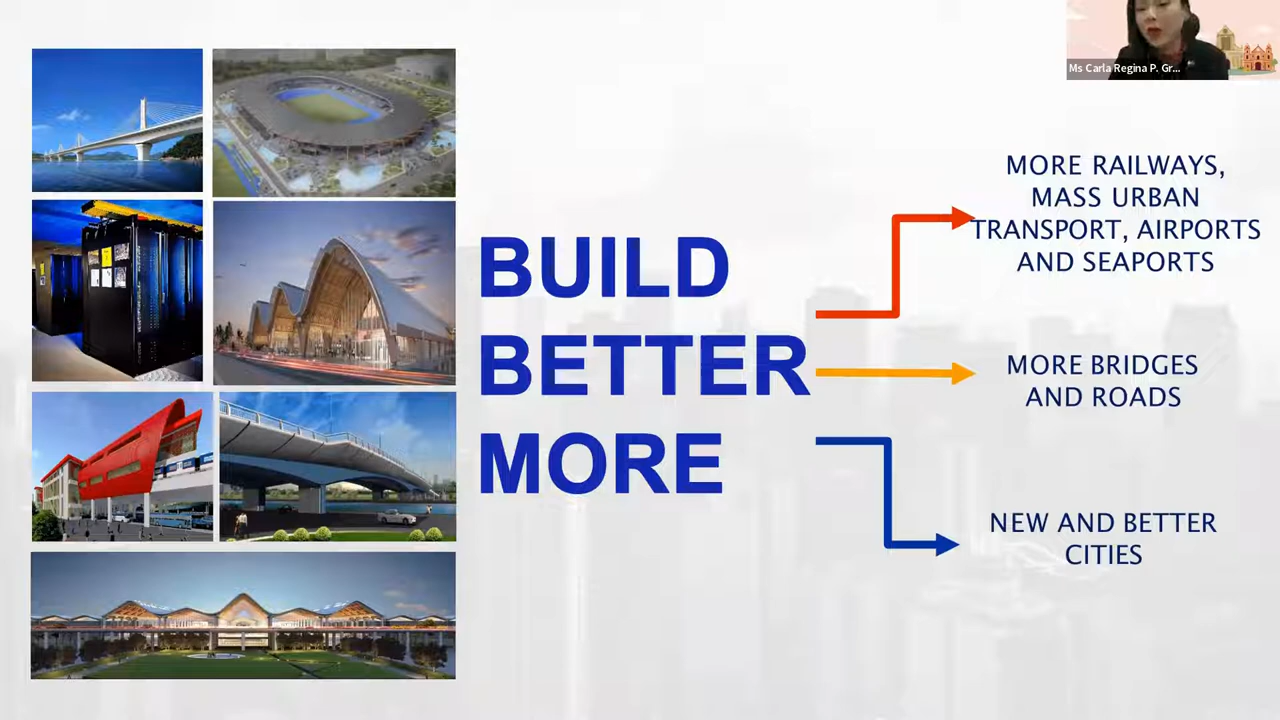 Ms Carla Regina P. Gr...
BUILD
BETTER
MORE
MORE RAILWAYS,
MASS URBAN
TRANSPORT, AIRPORTS
AND SEAPORTS
MORE BRIDGES
AND ROADS
NEW AND BETTER
CITIES